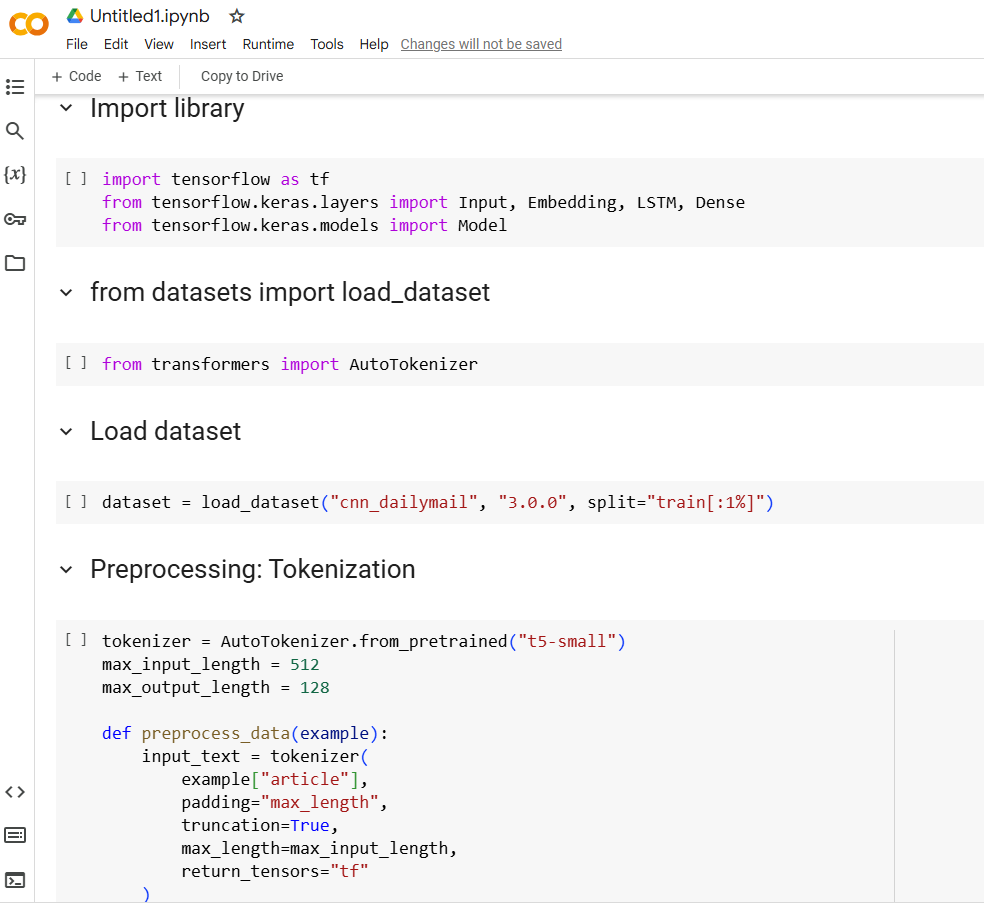 Untitled1.ipynb
File Edit View Insert Runtime Tools Help Changes will not be saved
+ Code + Text Copy to Drive
Import library
[ ] import tensorflow as tf
from tensorflow.keras.layers import Input, Embedding, LSTM, Dense
from tensorflow.keras.models import Model
from datasets import load_dataset
[ ] from transformers import AutoTokenizer
Load dataset
[ ] dataset = load_dataset("cnn_dailymail", "3.0.0", split="train[:1%]")
Preprocessing: Tokenization
[ ] tokenizer = AutoTokenizer.from_pretrained("t5-small")
max_input_length = 512
max_output_length = 128
def preprocess_data(example):
input_text = tokenizer(
example["article"],
padding="max_length",
truncation=True,
max_length=max_input_length,
return_tensors="tf"
)